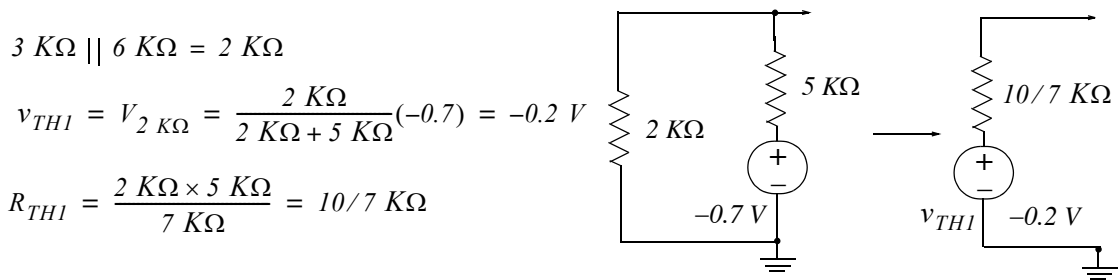 3 KΩ || 6 KΩ = 2 KΩ
v_TH1 = V_2 KΩ = 2 KΩ / (2 KΩ + 5 KΩ) (–0.7) = –0.2 V
R_TH1 = 2 KΩ × 5 KΩ / 7 KΩ = 10/7 KΩ
2 KΩ
5 KΩ
+
–
–0.7 V
10/7 KΩ
+
–
v_TH1
–0.2 V